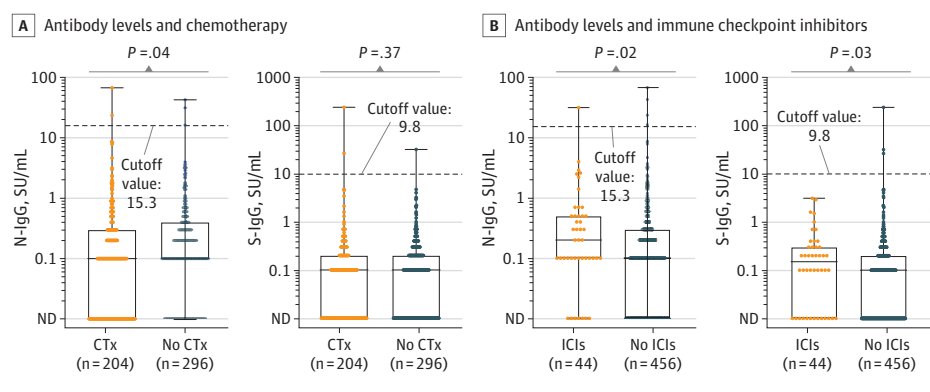 A Antibody levels and chemotherapy
P = .04
N-IgG, SU/mL
100
10
1
0.1
ND
Cutoff
value:
15.3
CTx
(n=204)
No CTx
(n=296)
P = .37
S-IgG, SU/mL
1000
100
10
1
0.1
ND
Cutoff value:
9.8
CTx
(n=204)
No CTx
(n=296)
B Antibody levels and immune checkpoint inhibitors
P = .02
N-IgG, SU/mL
100
10
1
0.1
ND
Cutoff
value:
15.3
ICIs
(n=44)
No ICIs
(n=456)
P = .03
S-IgG, SU/mL
1000
100
10
1
0.1
ND
Cutoff value:
9.8
ICIs
(n=44)
No ICIs
(n=456)